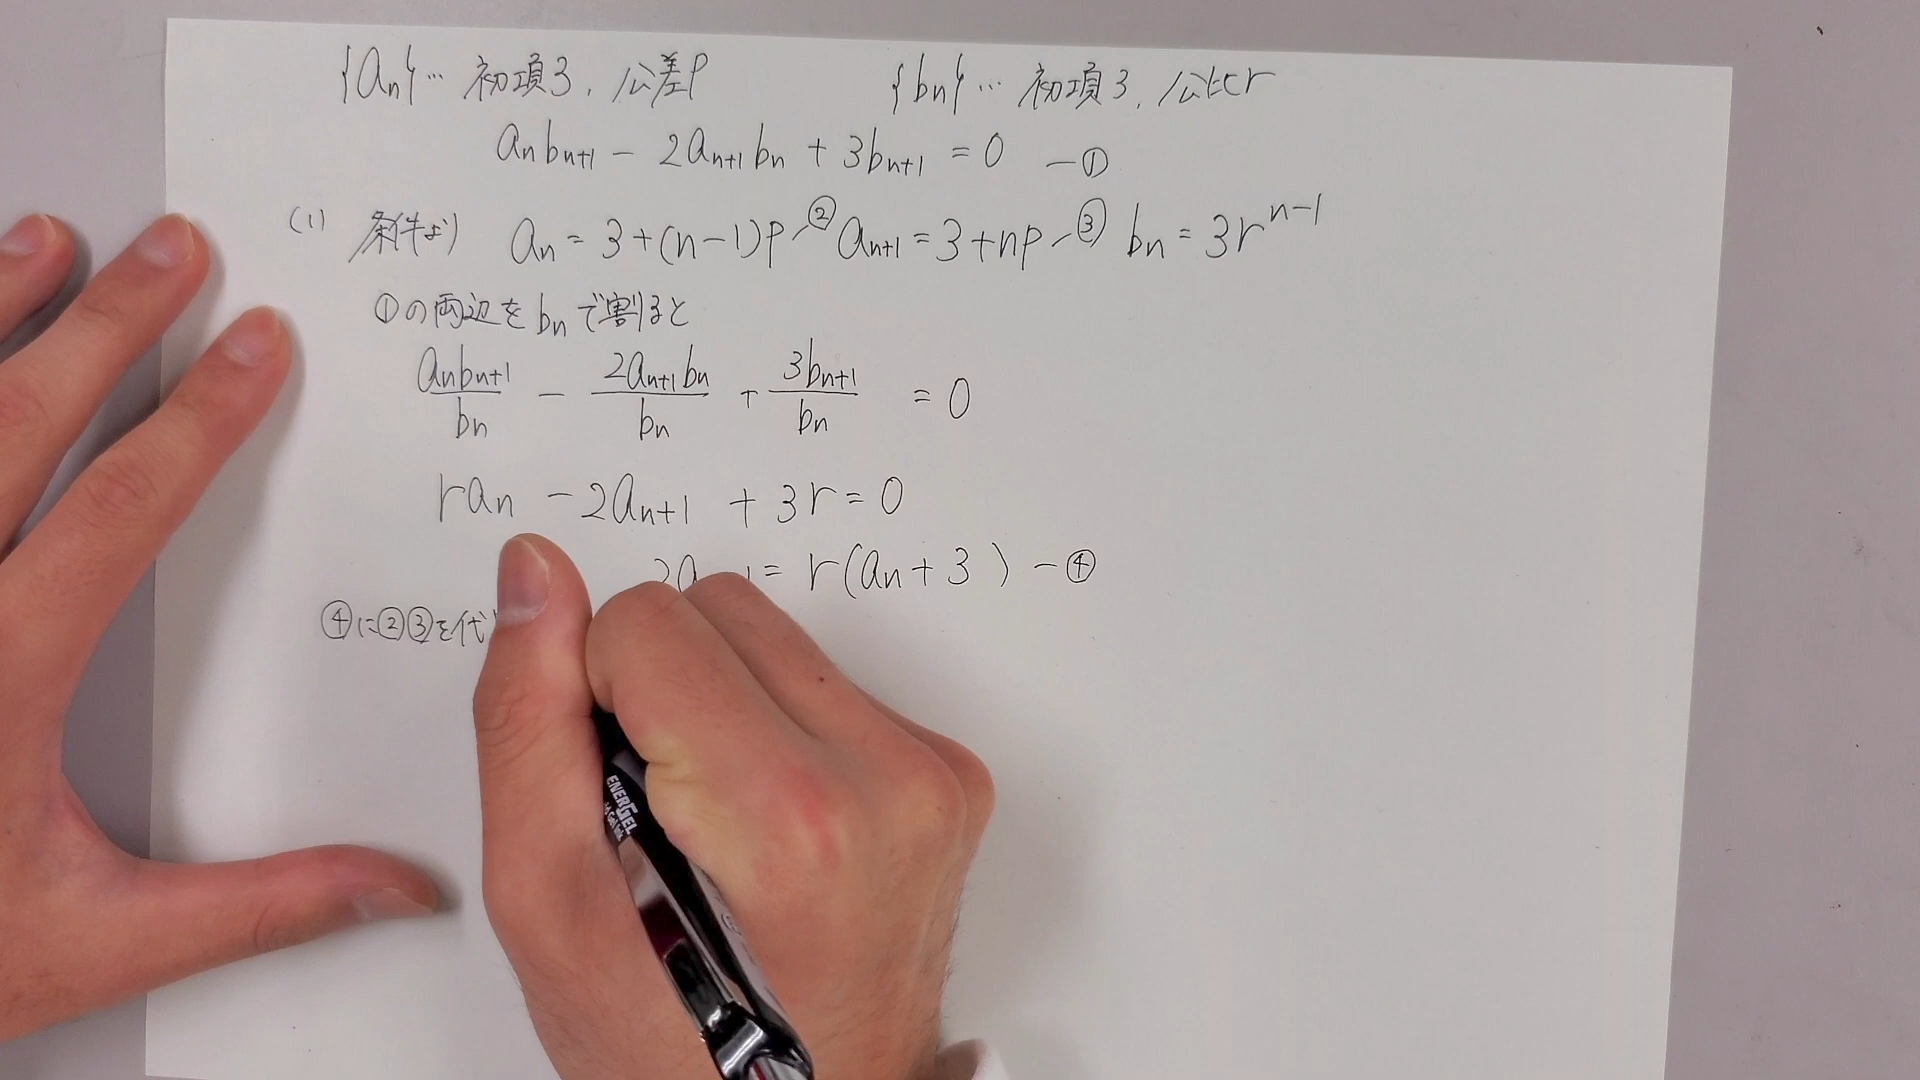 {an}… 初項3, 公差p {bn}… 初項3, 公比r
anbn+1 − 2an+1bn + 3bn+1 = 0 −①
(1) 条件より an = 3+(n−1)p −② an+1 = 3+np −③ bn = 3r^{n−1}
①の両辺を bn で割ると
anbn+1/bn − 2an+1bn/bn + 3bn+1/bn = 0
ran − 2an+1 + 3r = 0
= r(an+3) −④
④に②③を代
ENERGEL